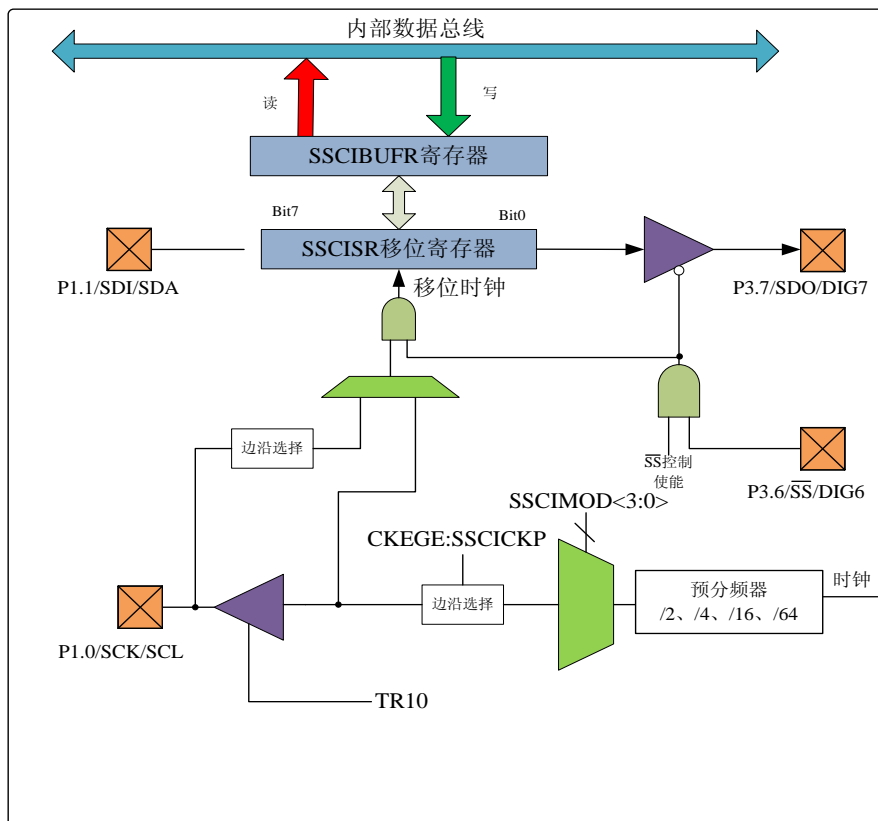 内部数据总线
读
写
SSCIBUFR寄存器
Bit7
Bit0
SSCISR移位寄存器
P1.1/SDI/SDA
移位时钟
P3.7/SDO/DIG7
边沿选择
SS控制
使能
P3.6/SS/DIG6
SSCIMOD<3:0>
CKEGE:SSCICKP
时钟
预分频器
/2、/4、/16、/64
边沿选择
P1.0/SCK/SCL
TR10